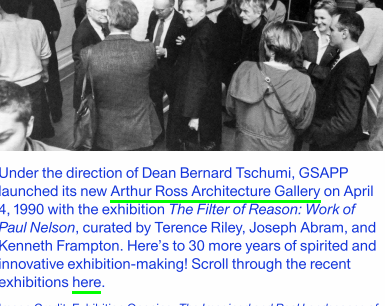 Under the direction of Dean Bernard Tschumi, GSAPP
launched its new Arthur Ross Architecture Gallery on April
4, 1990 with the exhibition The Filter of Reason: Work of
Paul Nelson, curated by Terence Riley, Joseph Abram, and
Kenneth Frampton. Here's to 30 more years of spirited and
innovative exhibition-making! Scroll through the recent
exhibitions here.